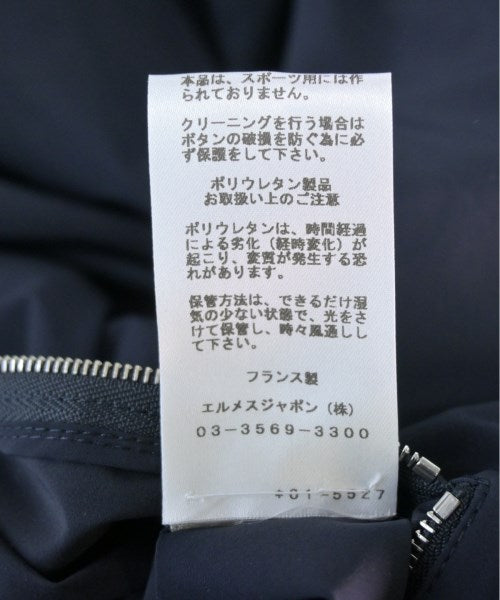 本品は、スポーツ用には作
られておりません。
クリーニングを行う場合は
ボタンの破損を防ぐ為に必
ず保護をして下さい。
ポリウレタン製品
お取扱い上のご注意
ポリウレタンは、時間経過
による劣化(経時変化)が
起こり、変質が発生する恐
れがあります。
保管方法は、できるだけ湿
気の少ない状態で、光をさ
けて保管し、時々風通しし
て下さい。
フランス製
エルメスジャポン(株)
03-3569-3300
+01-5527